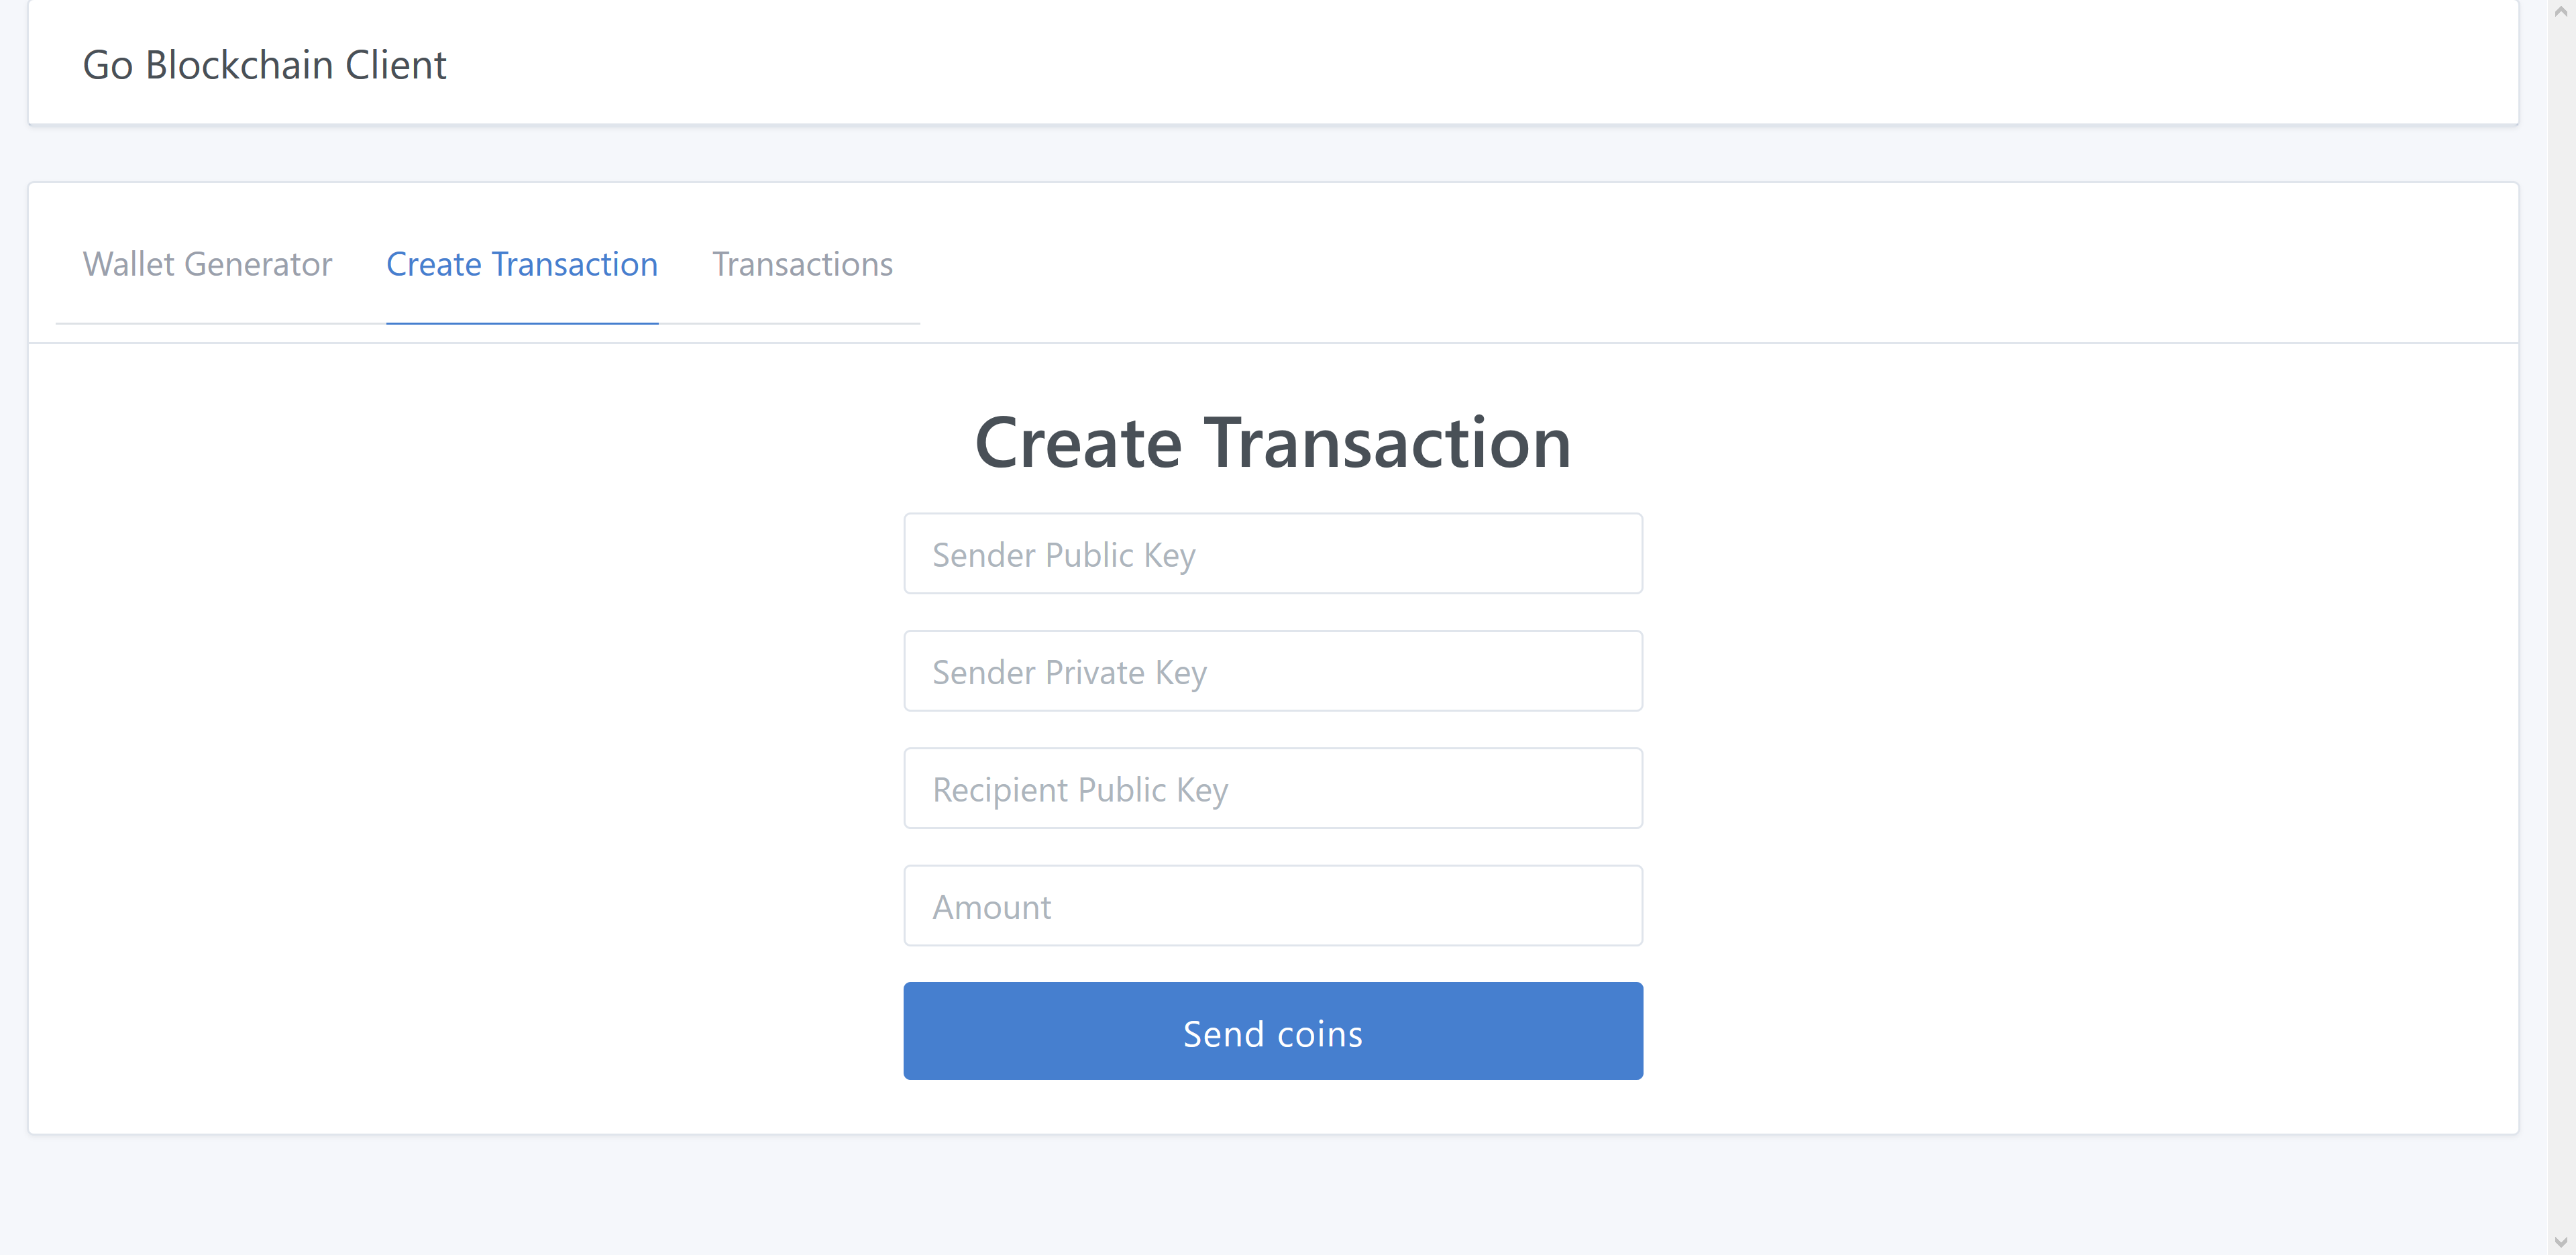 Go Blockchain Client
Wallet Generator Create Transaction Transactions
Create Transaction
Sender Public Key
Sender Private Key
Recipient Public Key
Amount
Send coins